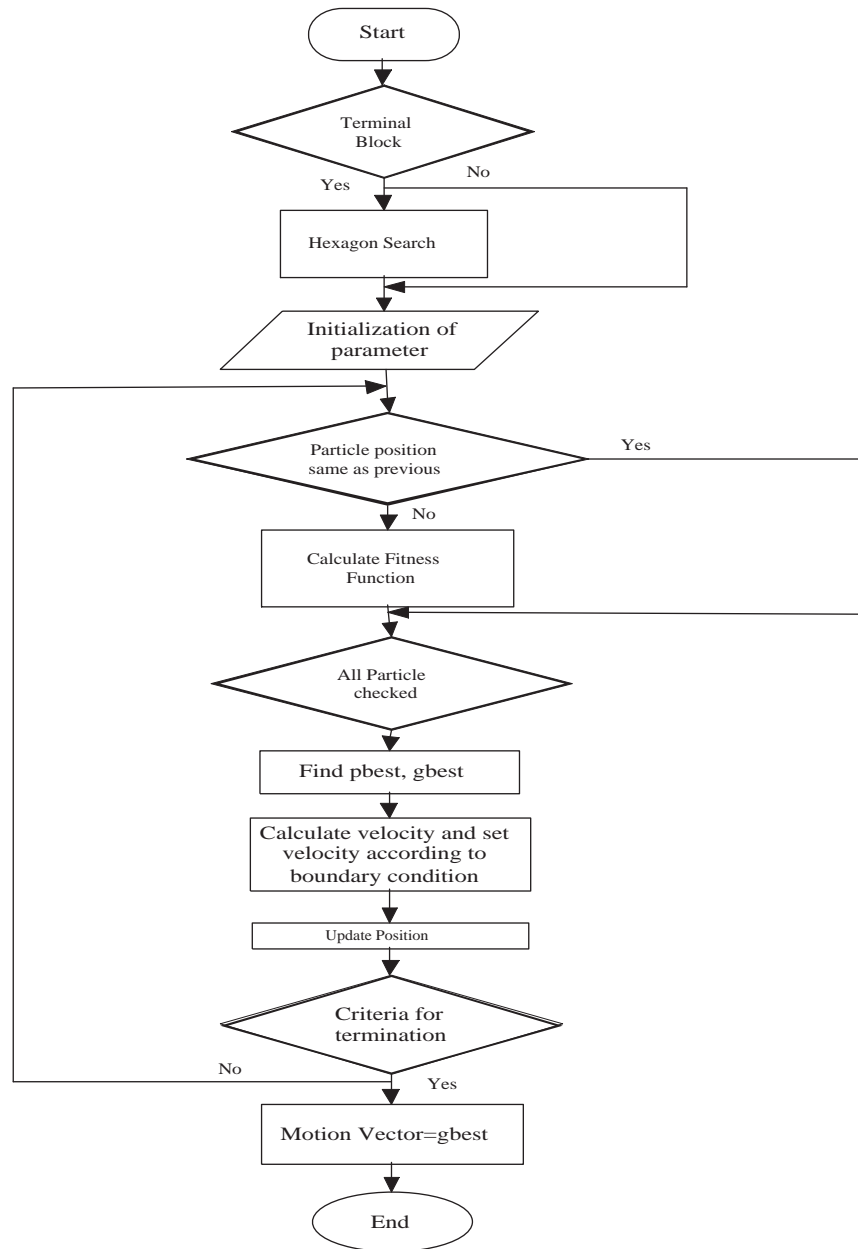 Start
Terminal
Block
Yes
No
Hexagon Search
Initialization of
parameter
Particle position
same as previous
Yes
No
Calculate Fitness
Function
All Particle
checked
Find pbest, gbest
Calculate velocity and set
velocity according to
boundary condition
Update Position
Criteria for
termination
No
Yes
Motion Vector=gbest
End